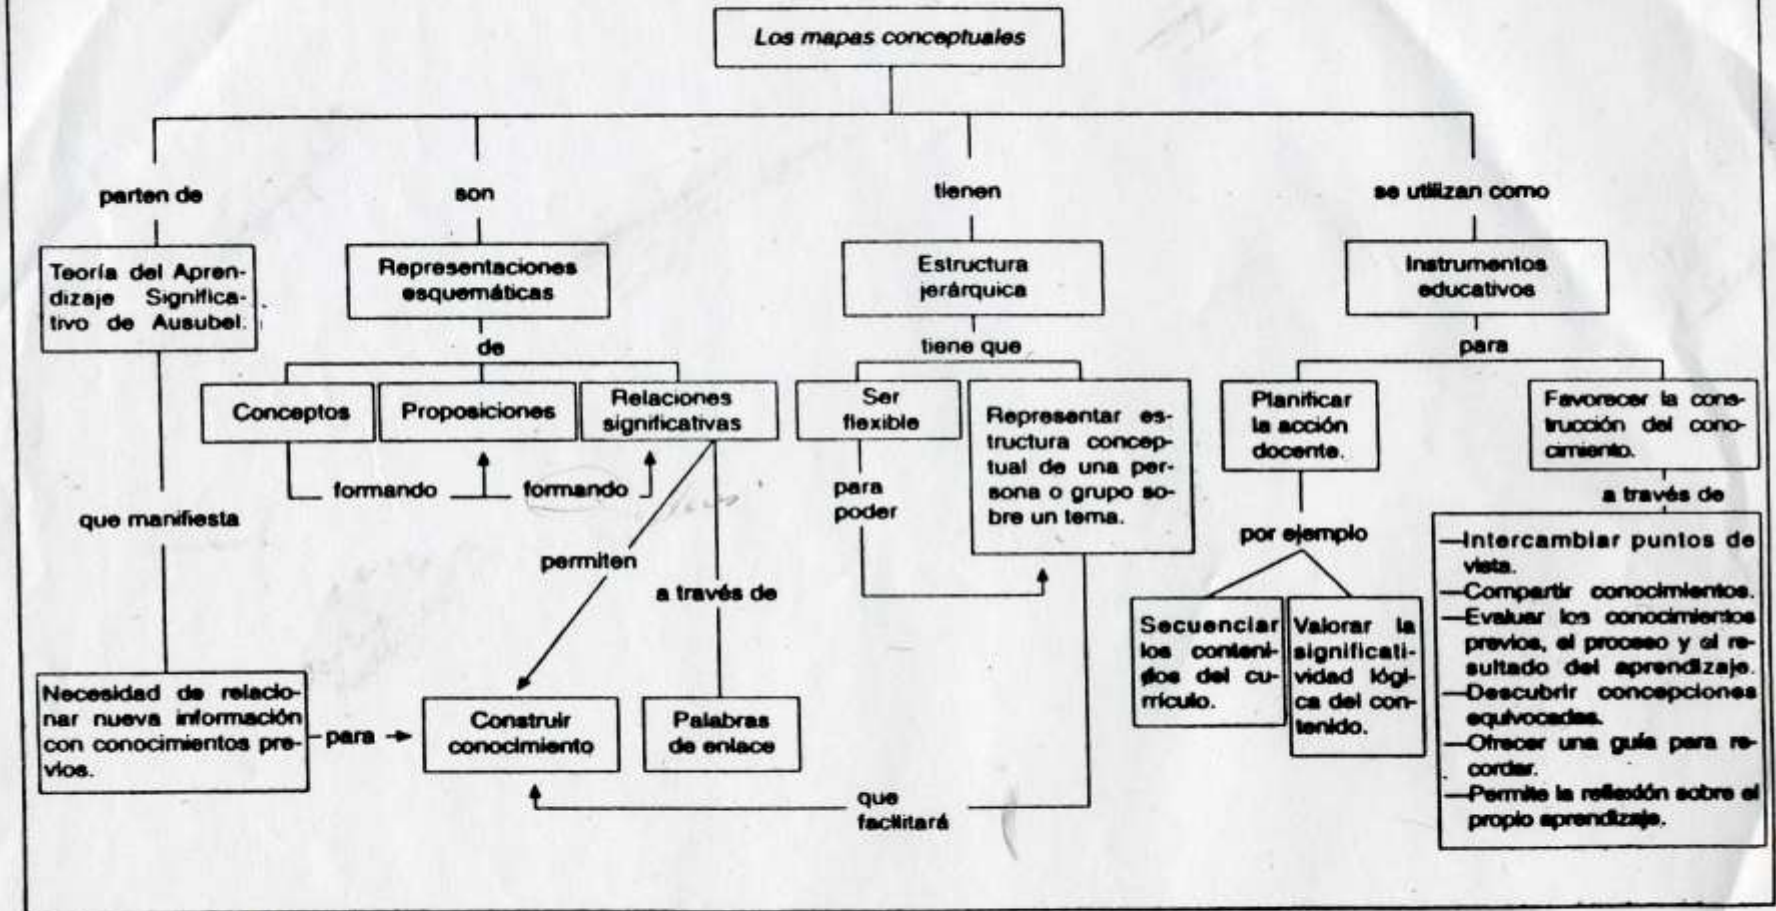 Los mapas conceptuales
parten de
son
tienen
se utilizan como
Teoría del Apren-
dizaje Significa-
tivo de Ausubel.
Representaciones
esquemáticas
Estructura
jerárquica
Instrumentos
educativos
de
tiene que
para
Conceptos
Proposiciones
Relaciones
significativas
Ser
flexible
Representar es-
tructura concep-
tual de una per-
sona o grupo so-
bre un tema.
Planificar
la acción
docente.
Favorecer la cons-
trucción del cono-
cimiento.
formando
formando
para
poder
a través de
que manifiesta
permiten
a través de
por ejemplo
—Intercambiar puntos de
vista.
—Compartir conocimientos.
—Evaluar los conocimientos
previos, el proceso y el re-
sultado del aprendizaje.
—Descubrir concepciones
equivocadas.
—Ofrecer una guía para re-
cordar.
—Permite la reflexión sobre el
propio aprendizaje.
Secuenciar
los conteni-
dos del cu-
rrículo.
Valorar la
significati-
vidad lógi-
ca del con-
tenido.
Necesidad de relacio-
nar nueva información
con conocimientos pre-
vios.
para
Construir
conocimiento
Palabras
de enlace
que
facilitará